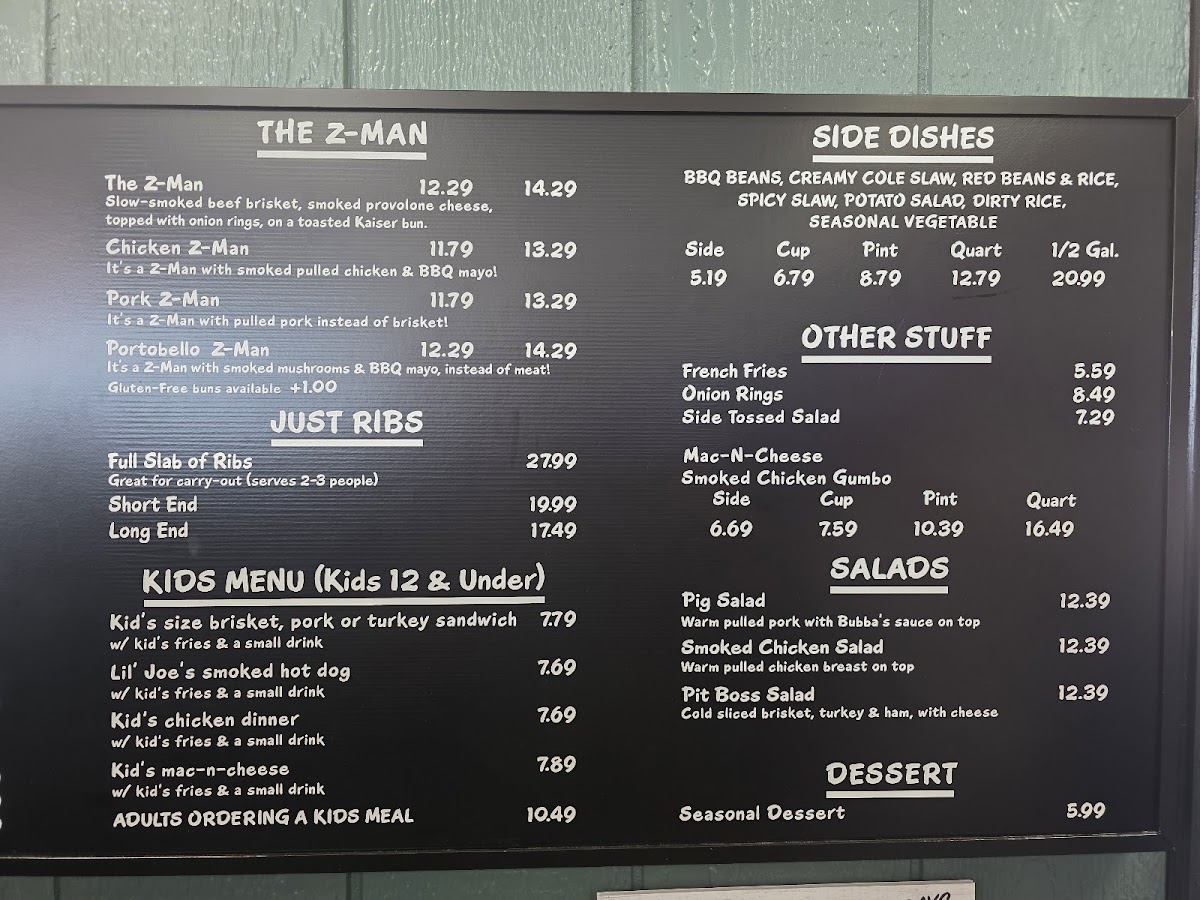 THE Z-MAN
The Z-Man 12.29 14.29
Slow-smoked beef brisket, smoked provolone cheese,
topped with onion rings, on a toasted Kaiser bun.
Chicken Z-Man 11.79 13.29
It's a Z-Man with smoked pulled chicken & BBQ mayo!
Pork Z-Man 11.79 13.29
It's a Z-Man with pulled pork instead of brisket!
Portobello Z-Man 12.29 14.29
It's a Z-Man with smoked mushrooms & BBQ mayo, instead of meat!
Gluten-Free buns available +1.00
JUST RIBS
Full Slab of Ribs 27.99
Great for carry-out (serves 2-3 people)
Short End 19.99
Long End 17.49
KIDS MENU (Kids 12 & Under)
Kid's size brisket, pork or turkey sandwich 7.79
w/ kid's fries & a small drink
Lil' Joe's smoked hot dog 7.69
w/ kid's fries & a small drink
Kid's chicken dinner 7.69
w/ kid's fries & a small drink
Kid's mac-n-cheese 7.89
w/ kid's fries & a small drink
ADULTS ORDERING A KIDS MEAL 10.49
SIDE DISHES
BBQ BEANS, CREAMY COLE SLAW, RED BEANS & RICE,
SPICY SLAW, POTATO SALAD, DIRTY RICE,
SEASONAL VEGETABLE
Side Cup Pint Quart 1/2 Gal.
5.19 6.79 8.79 12.79 20.99
OTHER STUFF
French Fries 5.59
Onion Rings 8.49
Side Tossed Salad 7.29
Mac-N-Cheese
Smoked Chicken Gumbo
Side Cup Pint Quart
6.69 7.59 10.39 16.49
SALADS
Pig Salad 12.39
Warm pulled pork with Bubba's sauce on top
Smoked Chicken Salad 12.39
Warm pulled chicken breast on top
Pit Boss Salad 12.39
Cold sliced brisket, turkey & ham, with cheese
DESSERT
Seasonal Dessert 5.99